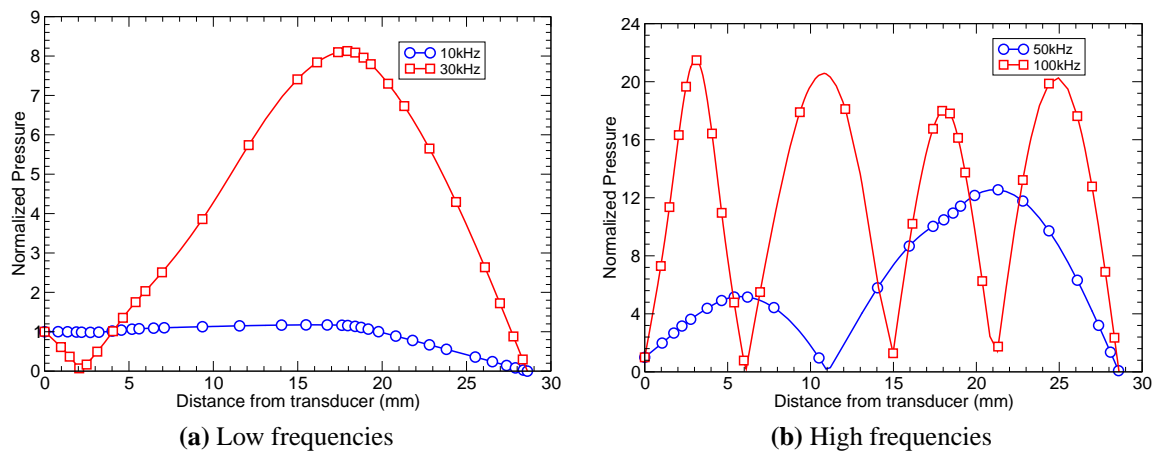 9
8
7
6
5
4
3
2
1
0
Normalized Pressure
10kHz
30kHz
0 5 10 15 20 25 30
Distance from transducer (mm)
(a) Low frequencies
24
20
16
12
8
4
0
Normalized Pressure
50kHz
100kHz
0 5 10 15 20 25 30
Distance from transducer (mm)
(b) High frequencies